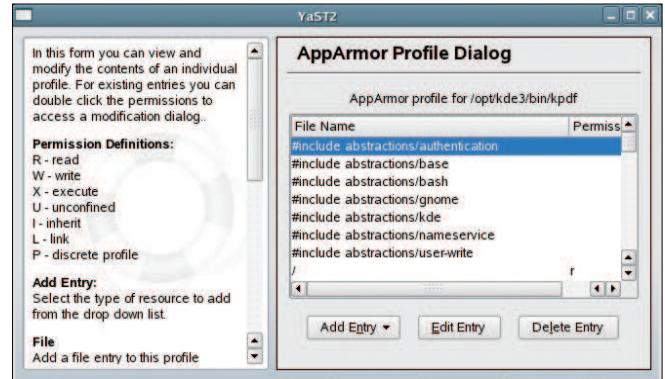 YaST2
In this form you can view and
modify the contents of an individual
profile. For existing entries you can
double click the permissions to
access a modification dialog..
Permission Definitions:
R - read
W - write
X - execute
U - unconfined
I - inherit
L - link
P - discrete profile
Add Entry:
Select the type of resource to add
from the drop down list.
File
Add a file entry to this profile
AppArmor Profile Dialog
AppArmor profile for /opt/kde3/bin/kpdf
File Name Permiss
#include abstractions/authentication
#include abstractions/base
#include abstractions/bash
#include abstractions/gnome
#include abstractions/kde
#include abstractions/nameservice
#include abstractions/user-write
/ r
Add Entry Edit Entry Delete Entry